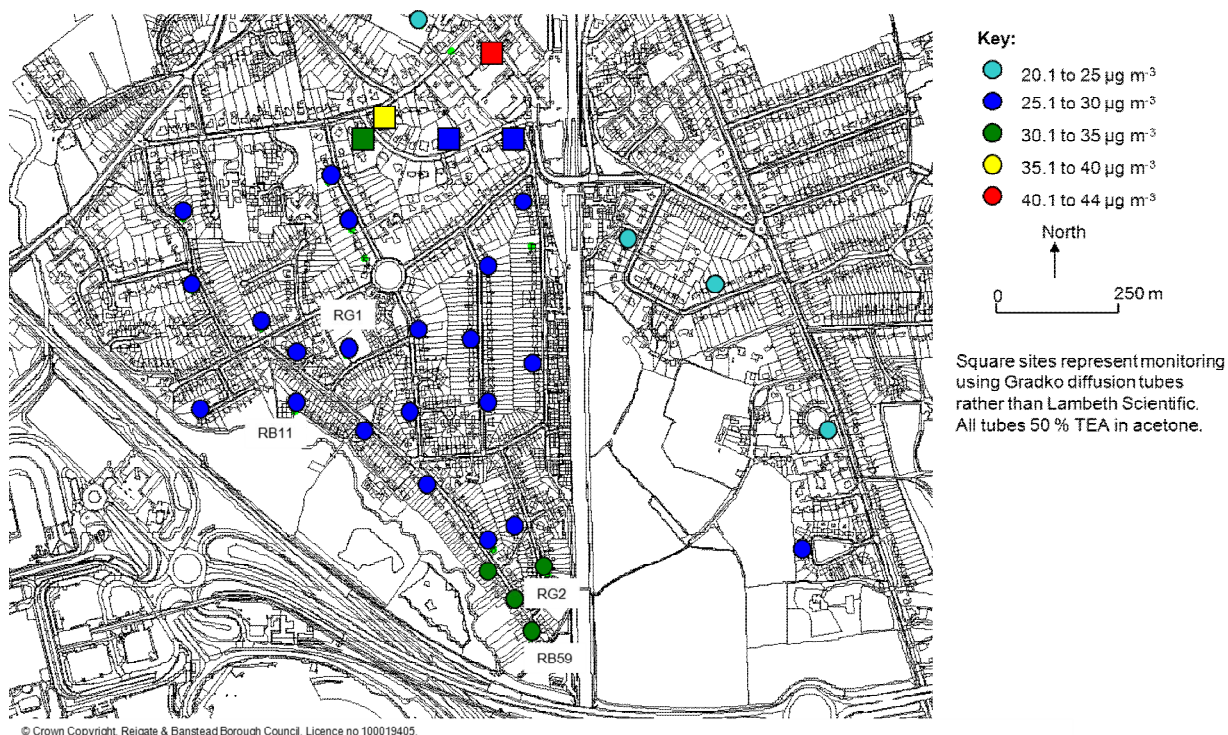 Key:
20.1 to 25 µg m-3
25.1 to 30 µg m-3
30.1 to 35 µg m-3
35.1 to 40 µg m-3
40.1 to 44 µg m-3
North
0 250 m
Square sites represent monitoring
using Gradko diffusion tubes
rather than Lambeth Scientific.
All tubes 50 % TEA in acetone.
RG1
RB11
RG2
RB59
© Crown Copyright. Reigate & Banstead Borough Council. Licence no 100019405.